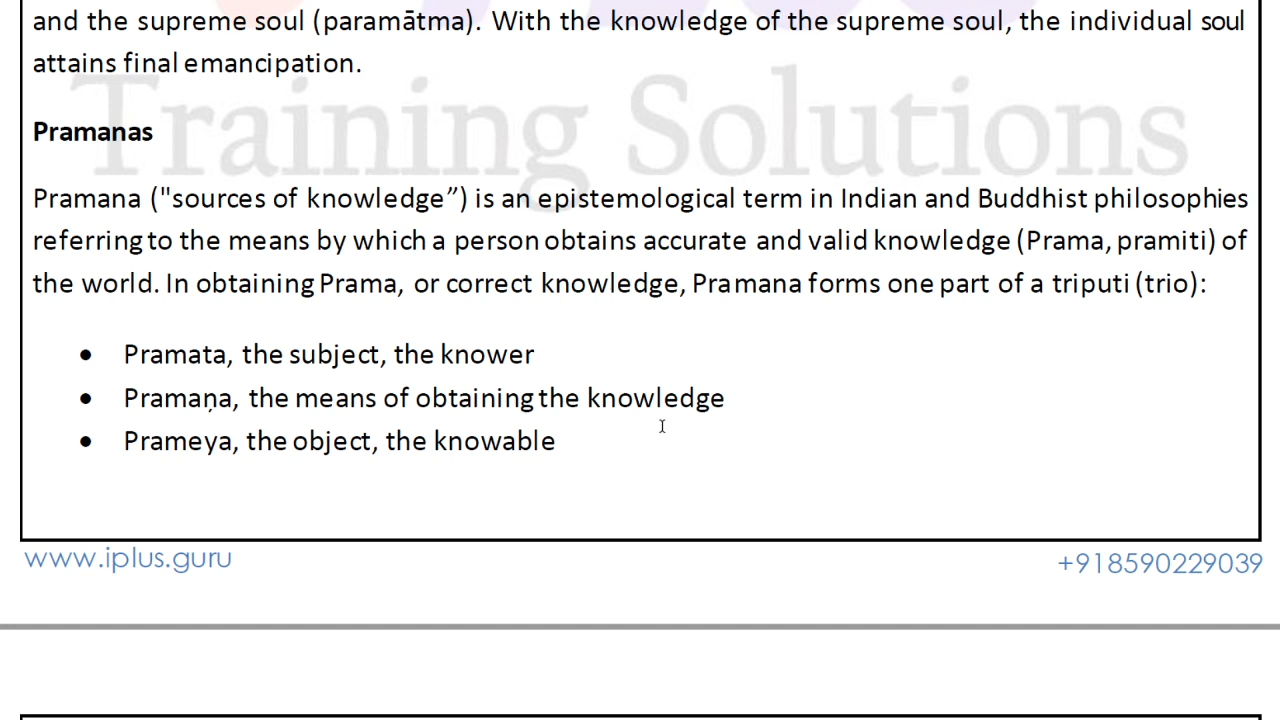 and the supreme soul (paramātma). With the knowledge of the supreme soul, the individual soul
attains final emancipation.
Training Solutions
Pramanas
Pramana ("sources of knowledge”) is an epistemological term in Indian and Buddhist philosophies
referring to the means by which a person obtains accurate and valid knowledge (Prama, pramiti) of
the world. In obtaining Prama, or correct knowledge, Pramana forms one part of a triputi (trio):
• Pramata, the subject, the knower
• Pramaṇa, the means of obtaining the knowledge
• Prameya, the object, the knowable
www.iplus.guru
+918590229039